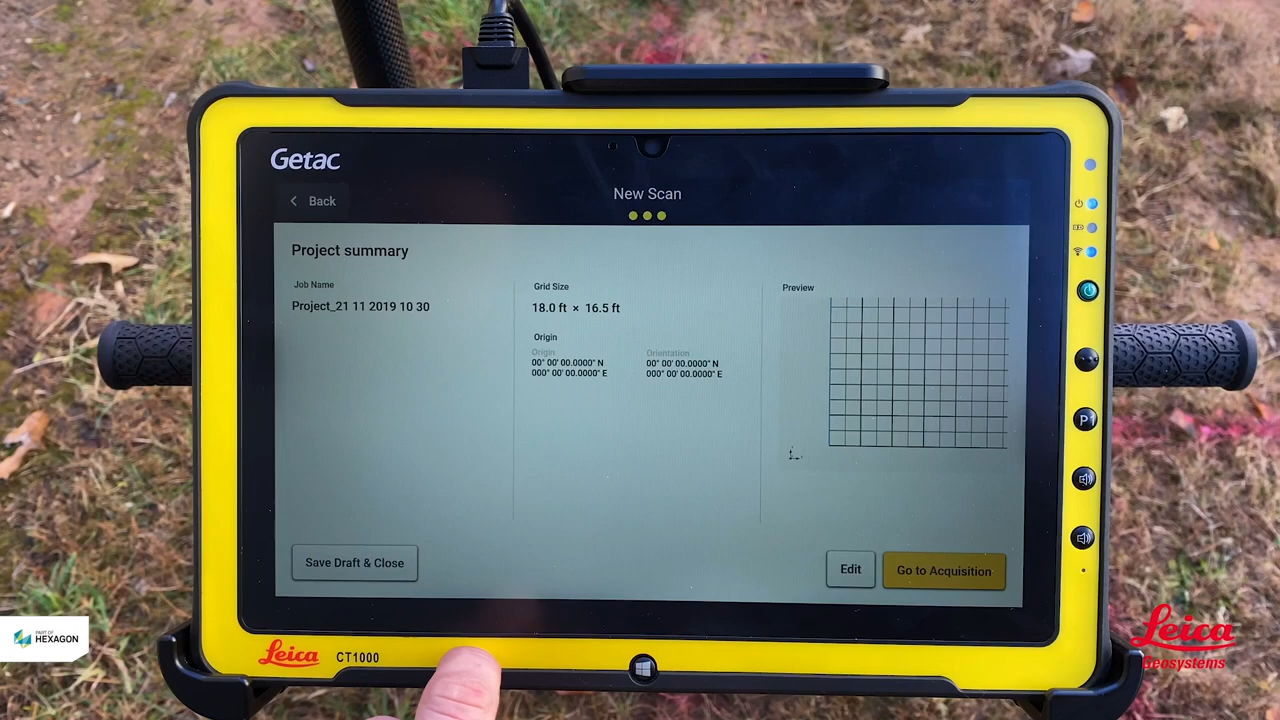 Getac
Back
New Scan
Project summary
Job Name
Project_21 11 2019 10 30
Grid Size
18.0 ft × 16.5 ft
Origin
Origin
00° 00' 00.0000" N
000° 00' 00.0000" E
Orientation
00° 00' 00.0000" N
000° 00' 00.0000" E
Preview
Save Draft & Close
Edit
Go to Acquisition
P1
Leica CT1000
PART OF
HEXAGON
Leica
Geosystems